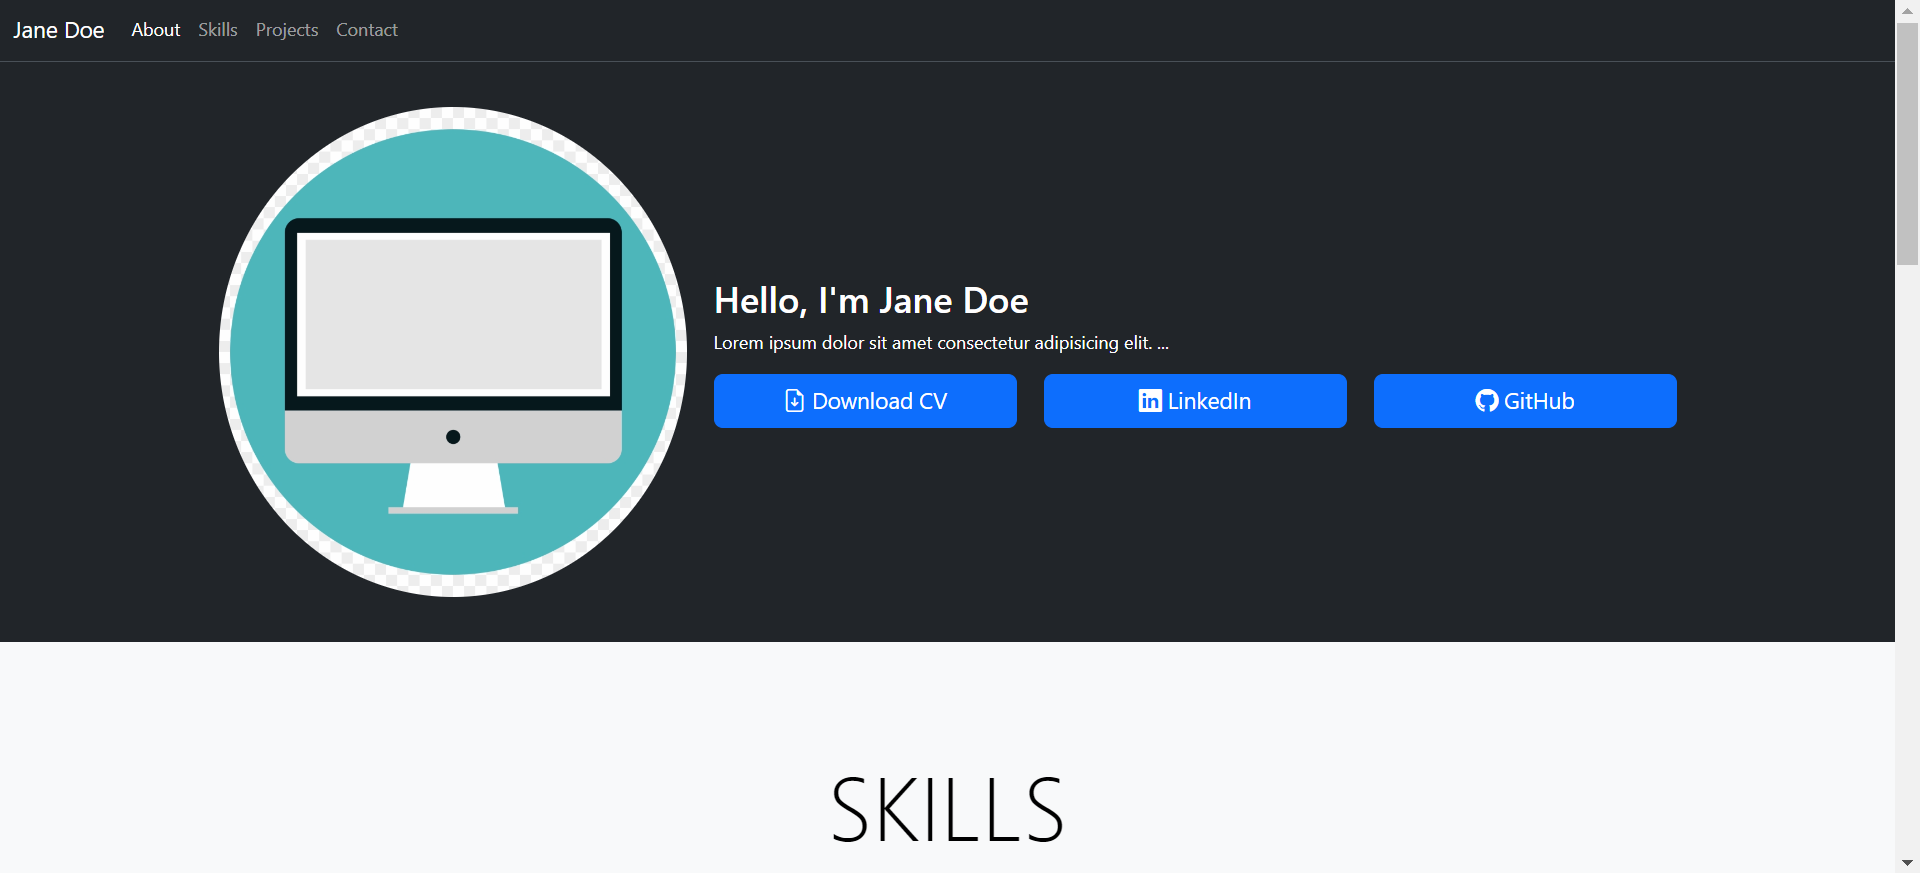 Jane Doe About Skills Projects Contact
Hello, I'm Jane Doe
Lorem ipsum dolor sit amet consectetur adipisicing elit. ...
Download CV LinkedIn GitHub
SKILLS